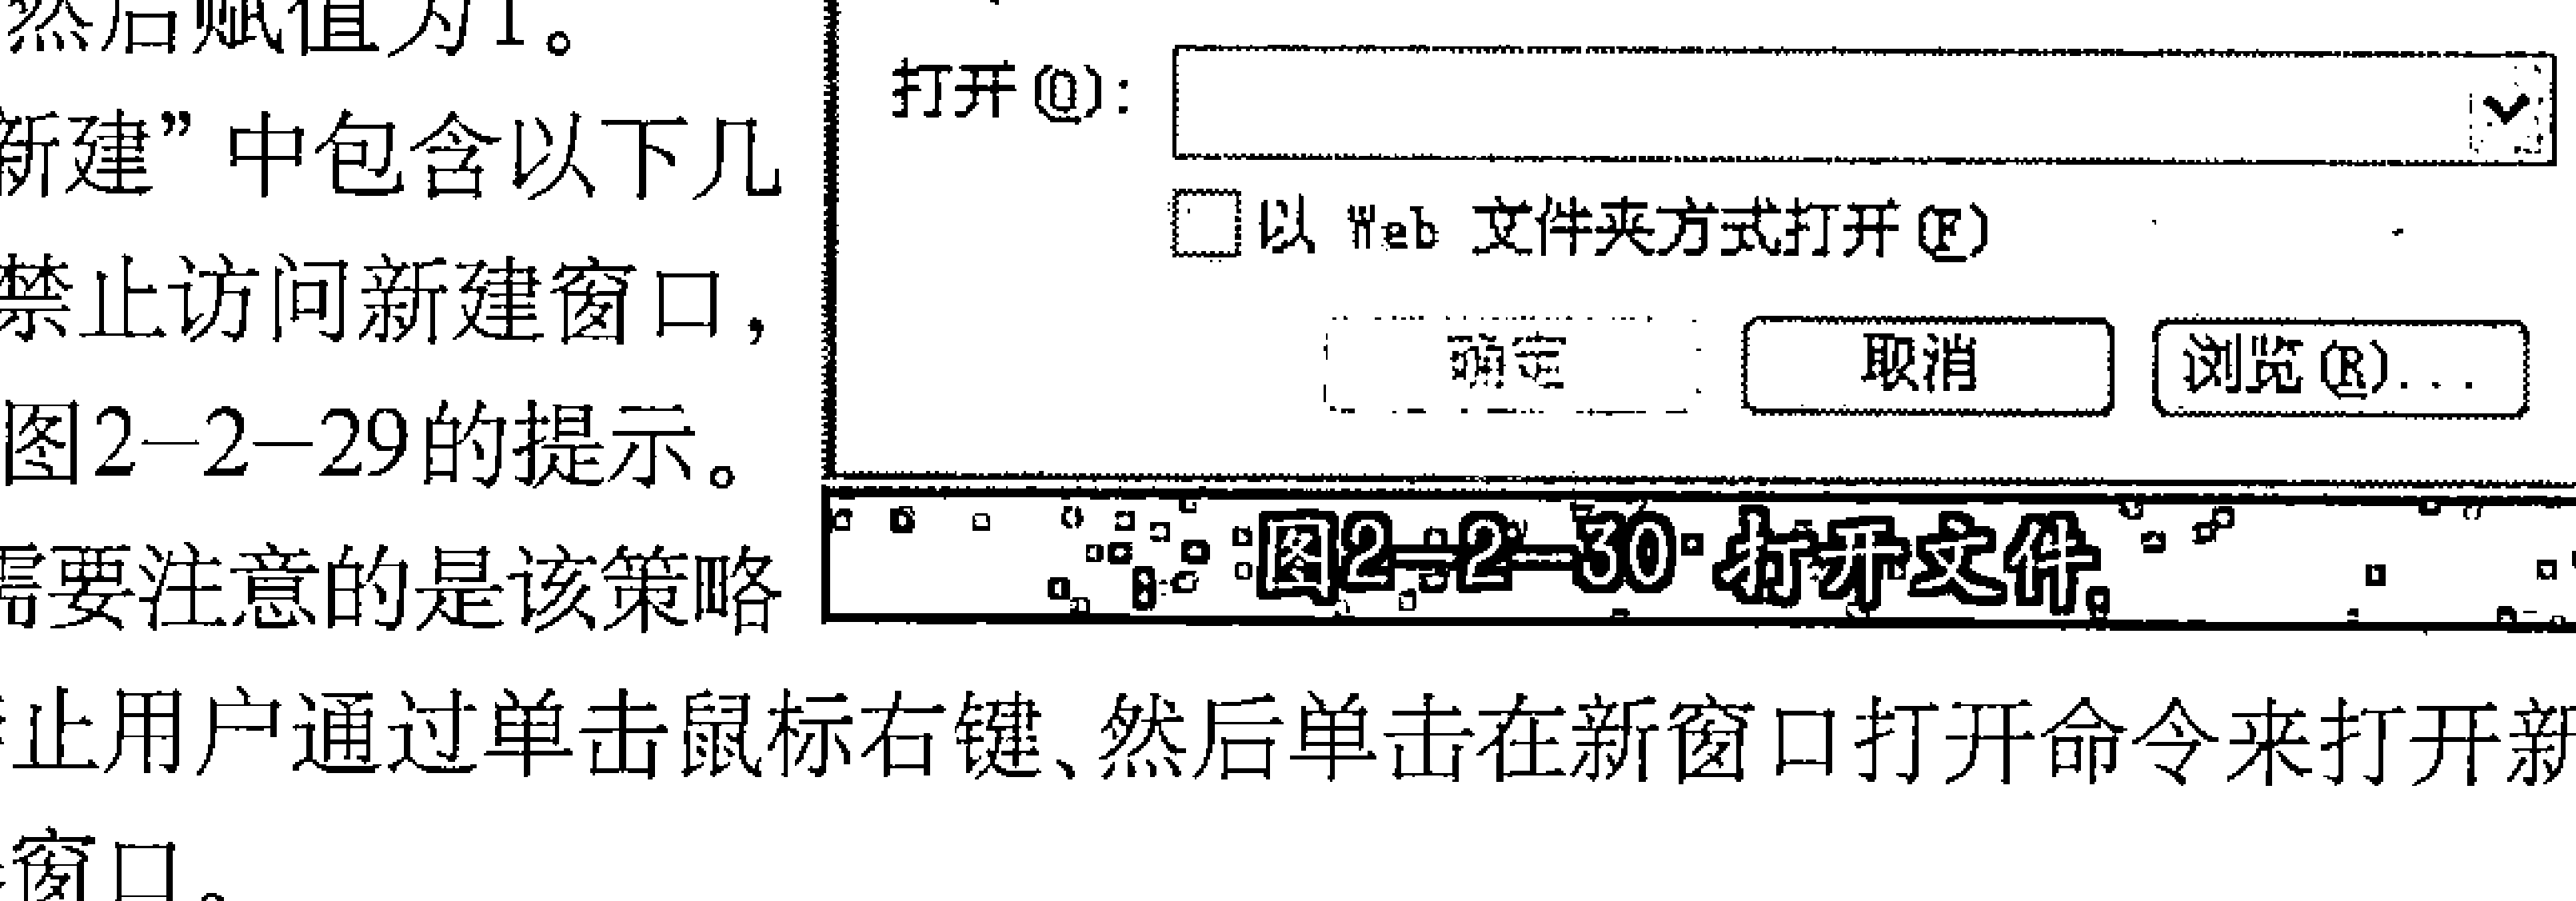 然后赋值为1。
新建”中包含以下几
禁止访问新建窗口，
图2-2-29的提示。
需要注意的是该策略
打开(O)：
以 Web 文件夹方式打开(F)
确定 取消 浏览(R)...
图2-2-30 打开文件
止用户通过单击鼠标右键、然后单击在新窗口打开命令来打开新
窗口。